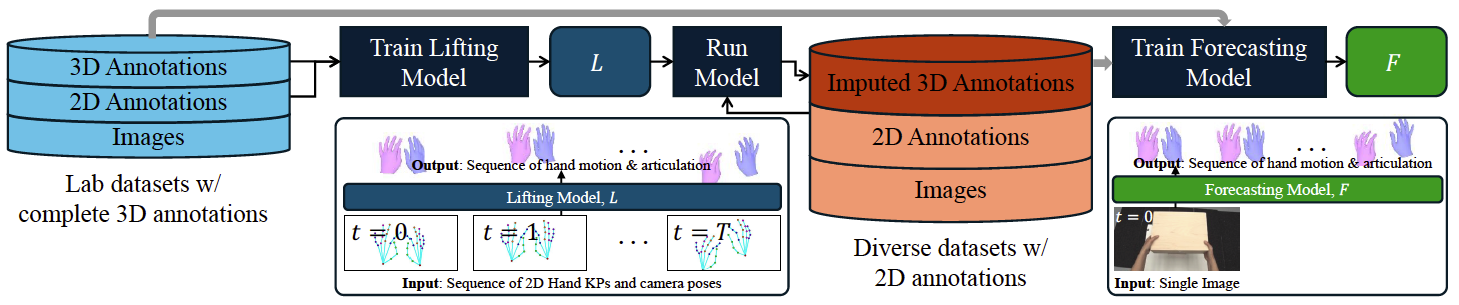 3D Annotations
2D Annotations
Images
Lab datasets w/
complete 3D annotations
Train Lifting
Model
L
Run
Model
Imputed 3D Annotations
2D Annotations
Images
Diverse datasets w/
2D annotations
Train Forecasting
Model
F
. . .
Output: Sequence of hand motion & articulation
Lifting Model, L
t = 0
t = 1
. . .
t = T
Input: Sequence of 2D Hand KPs and camera poses
. . .
Output: Sequence of hand motion & articulation
Forecasting Model, F
t = 0
Input: Single Image